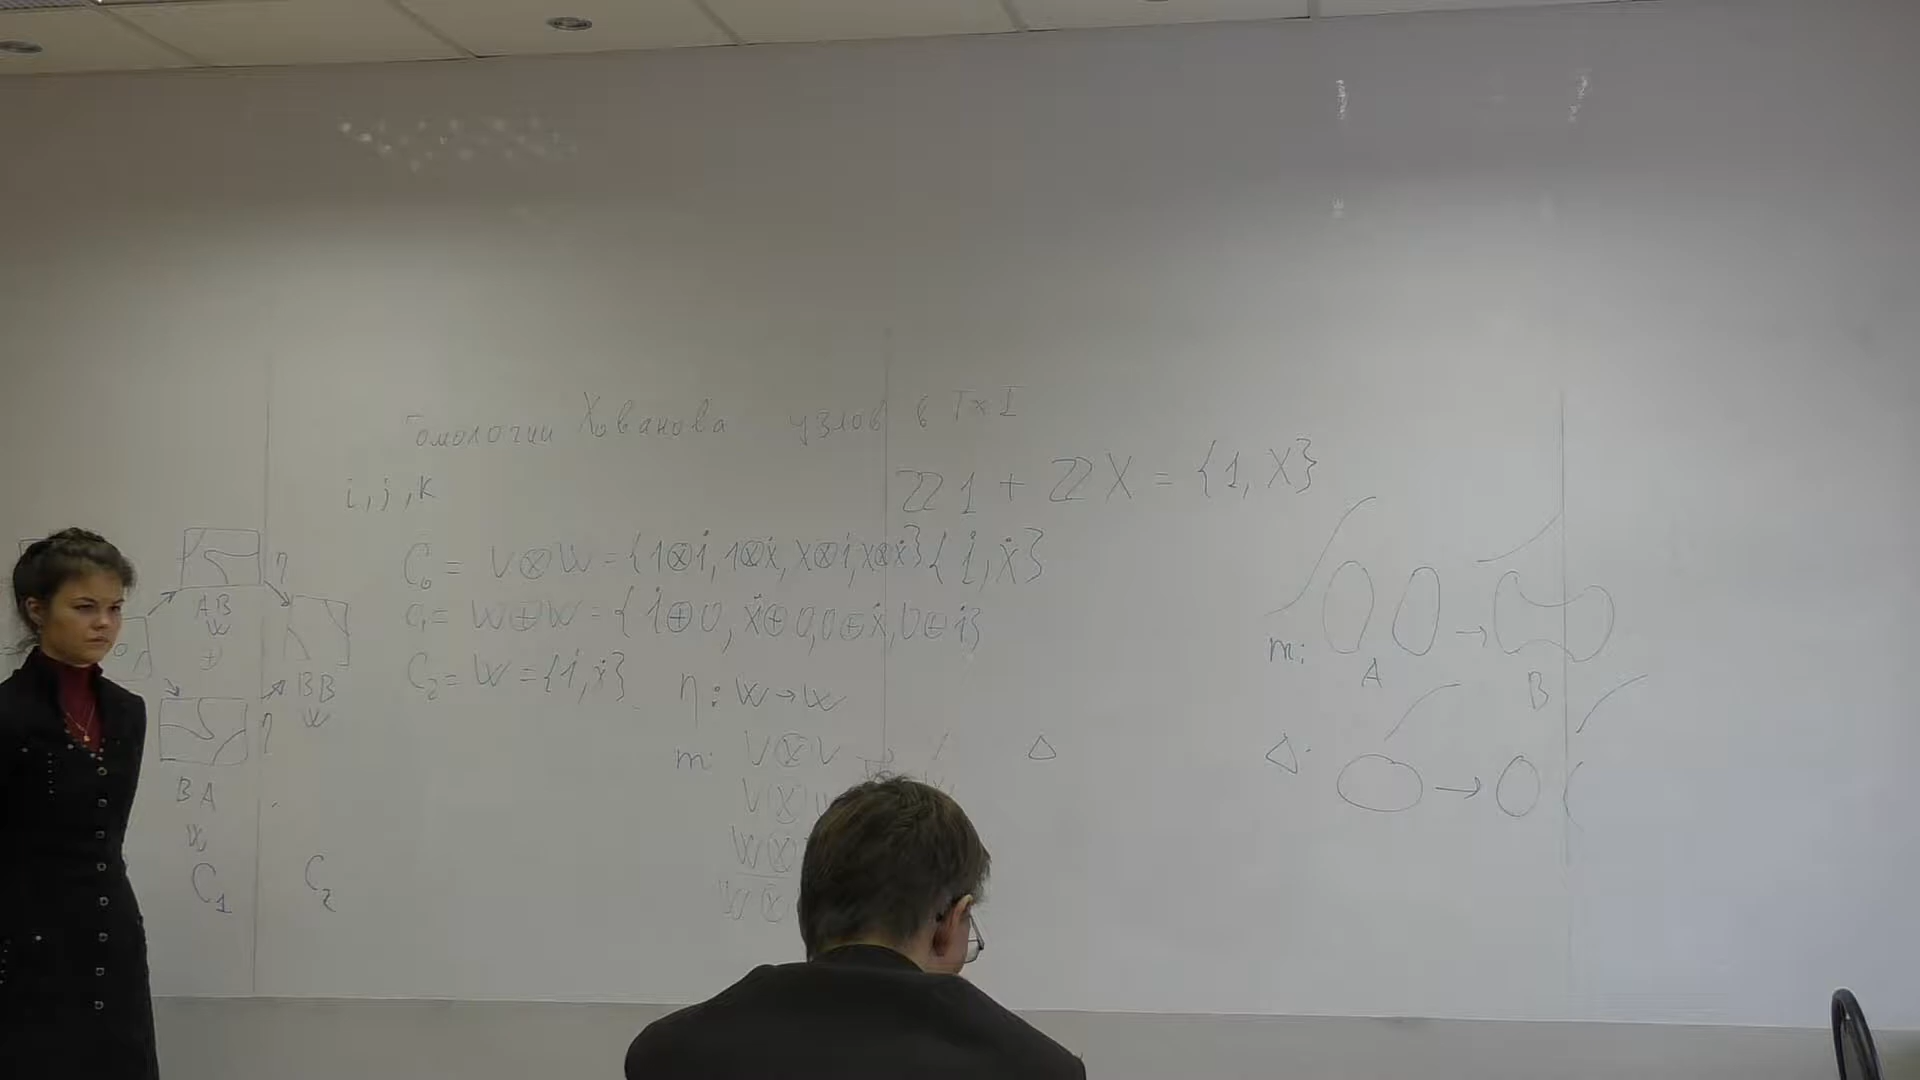 Гомологии Хованова узлов в T×I
i, j, k
ℤ1 + ℤX = {1, X}
C₀ = V⊗W = {1⊗i, 1⊗ẋ, X⊗i, X⊗ẋ} {i, ẋ}
C₁ = W⊕W = {i⊕0, ẋ⊕0, 0⊕ẋ, 0⊕i}
C₂ = W = {i, ẋ}
η : W → W
m: V⊗V →
V⊗
W⊗
W⊗
Δ
η
AB
W
⊕
BB
W
η
BA
W
C₁
C₂
m:
→
A
B
Δ:
→